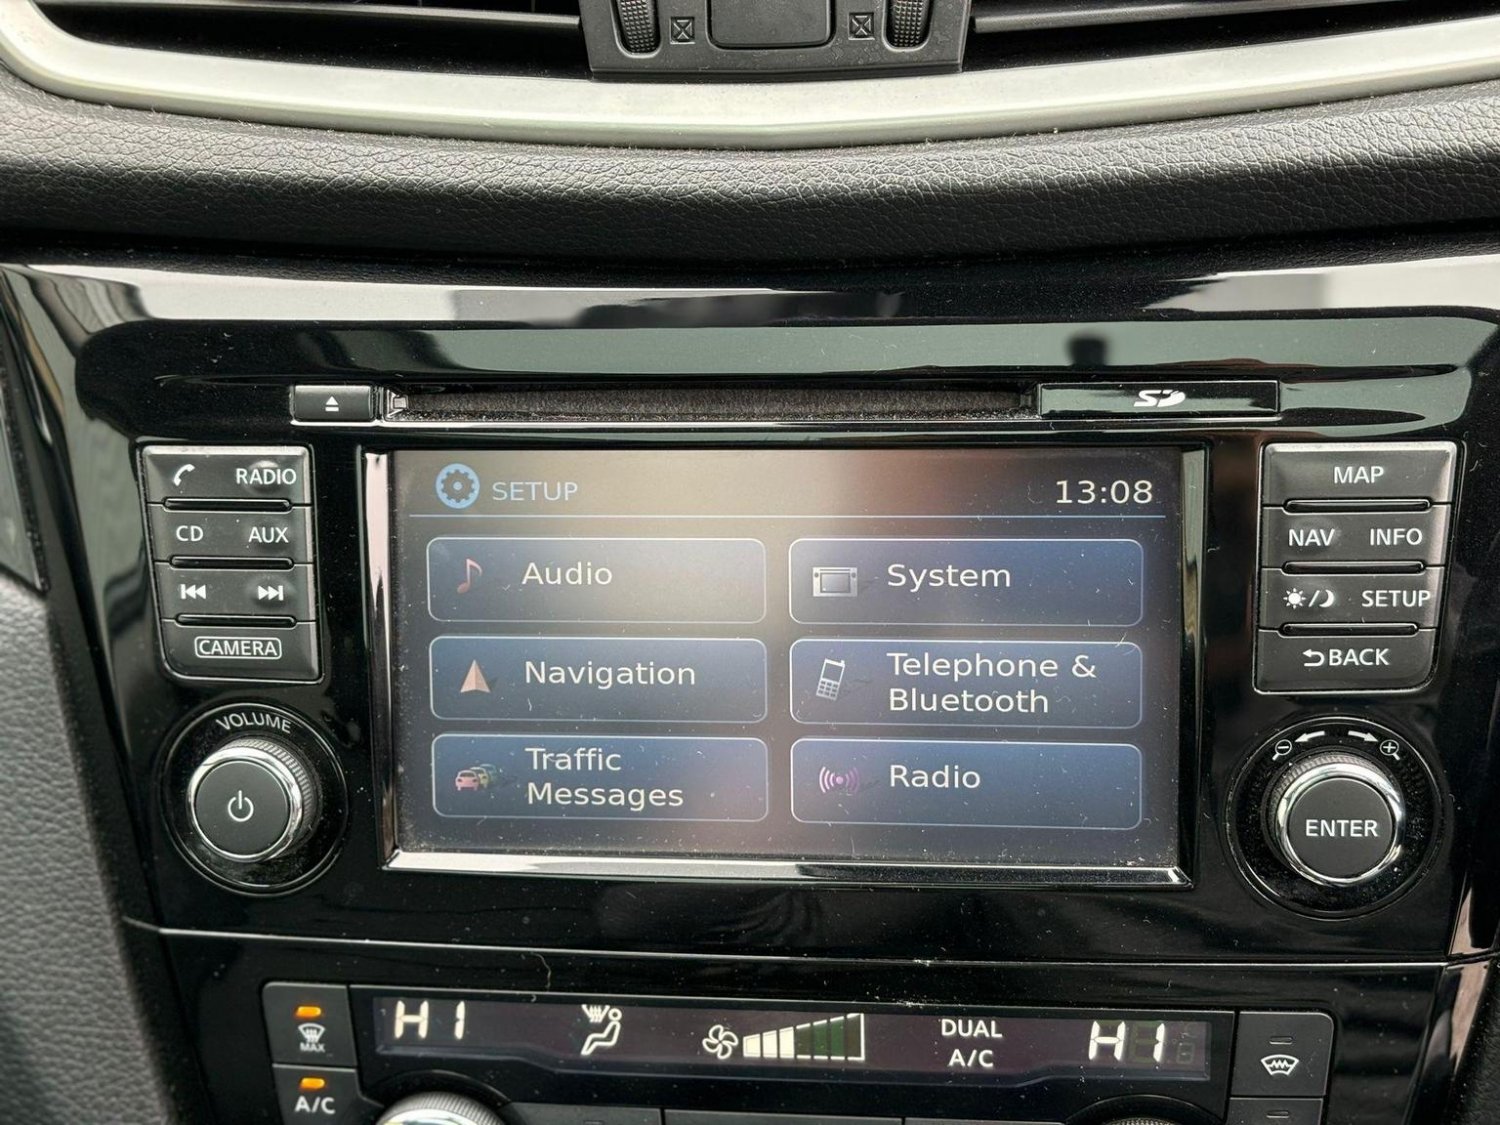 SD
RADIO
CD AUX
CAMERA
VOLUME
SETUP
13:08
Audio
System
Navigation
Telephone &
Bluetooth
Traffic
Messages
Radio
MAP
NAV INFO
SETUP
BACK
ENTER
MAX
A/C
HI
DUAL
A/C
HI